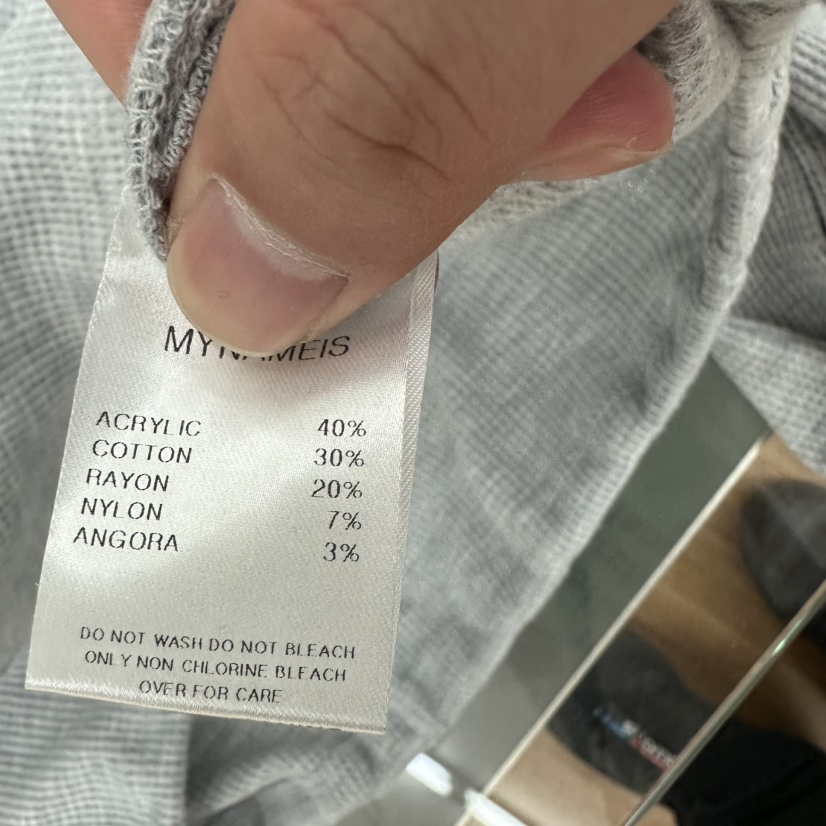 MYNAMEIS
ACRYLIC 40%
COTTON 30%
RAYON 20%
NYLON 7%
ANGORA 3%
DO NOT WASH DO NOT BLEACH
ONLY NON CHLORINE BLEACH
OVER FOR CARE